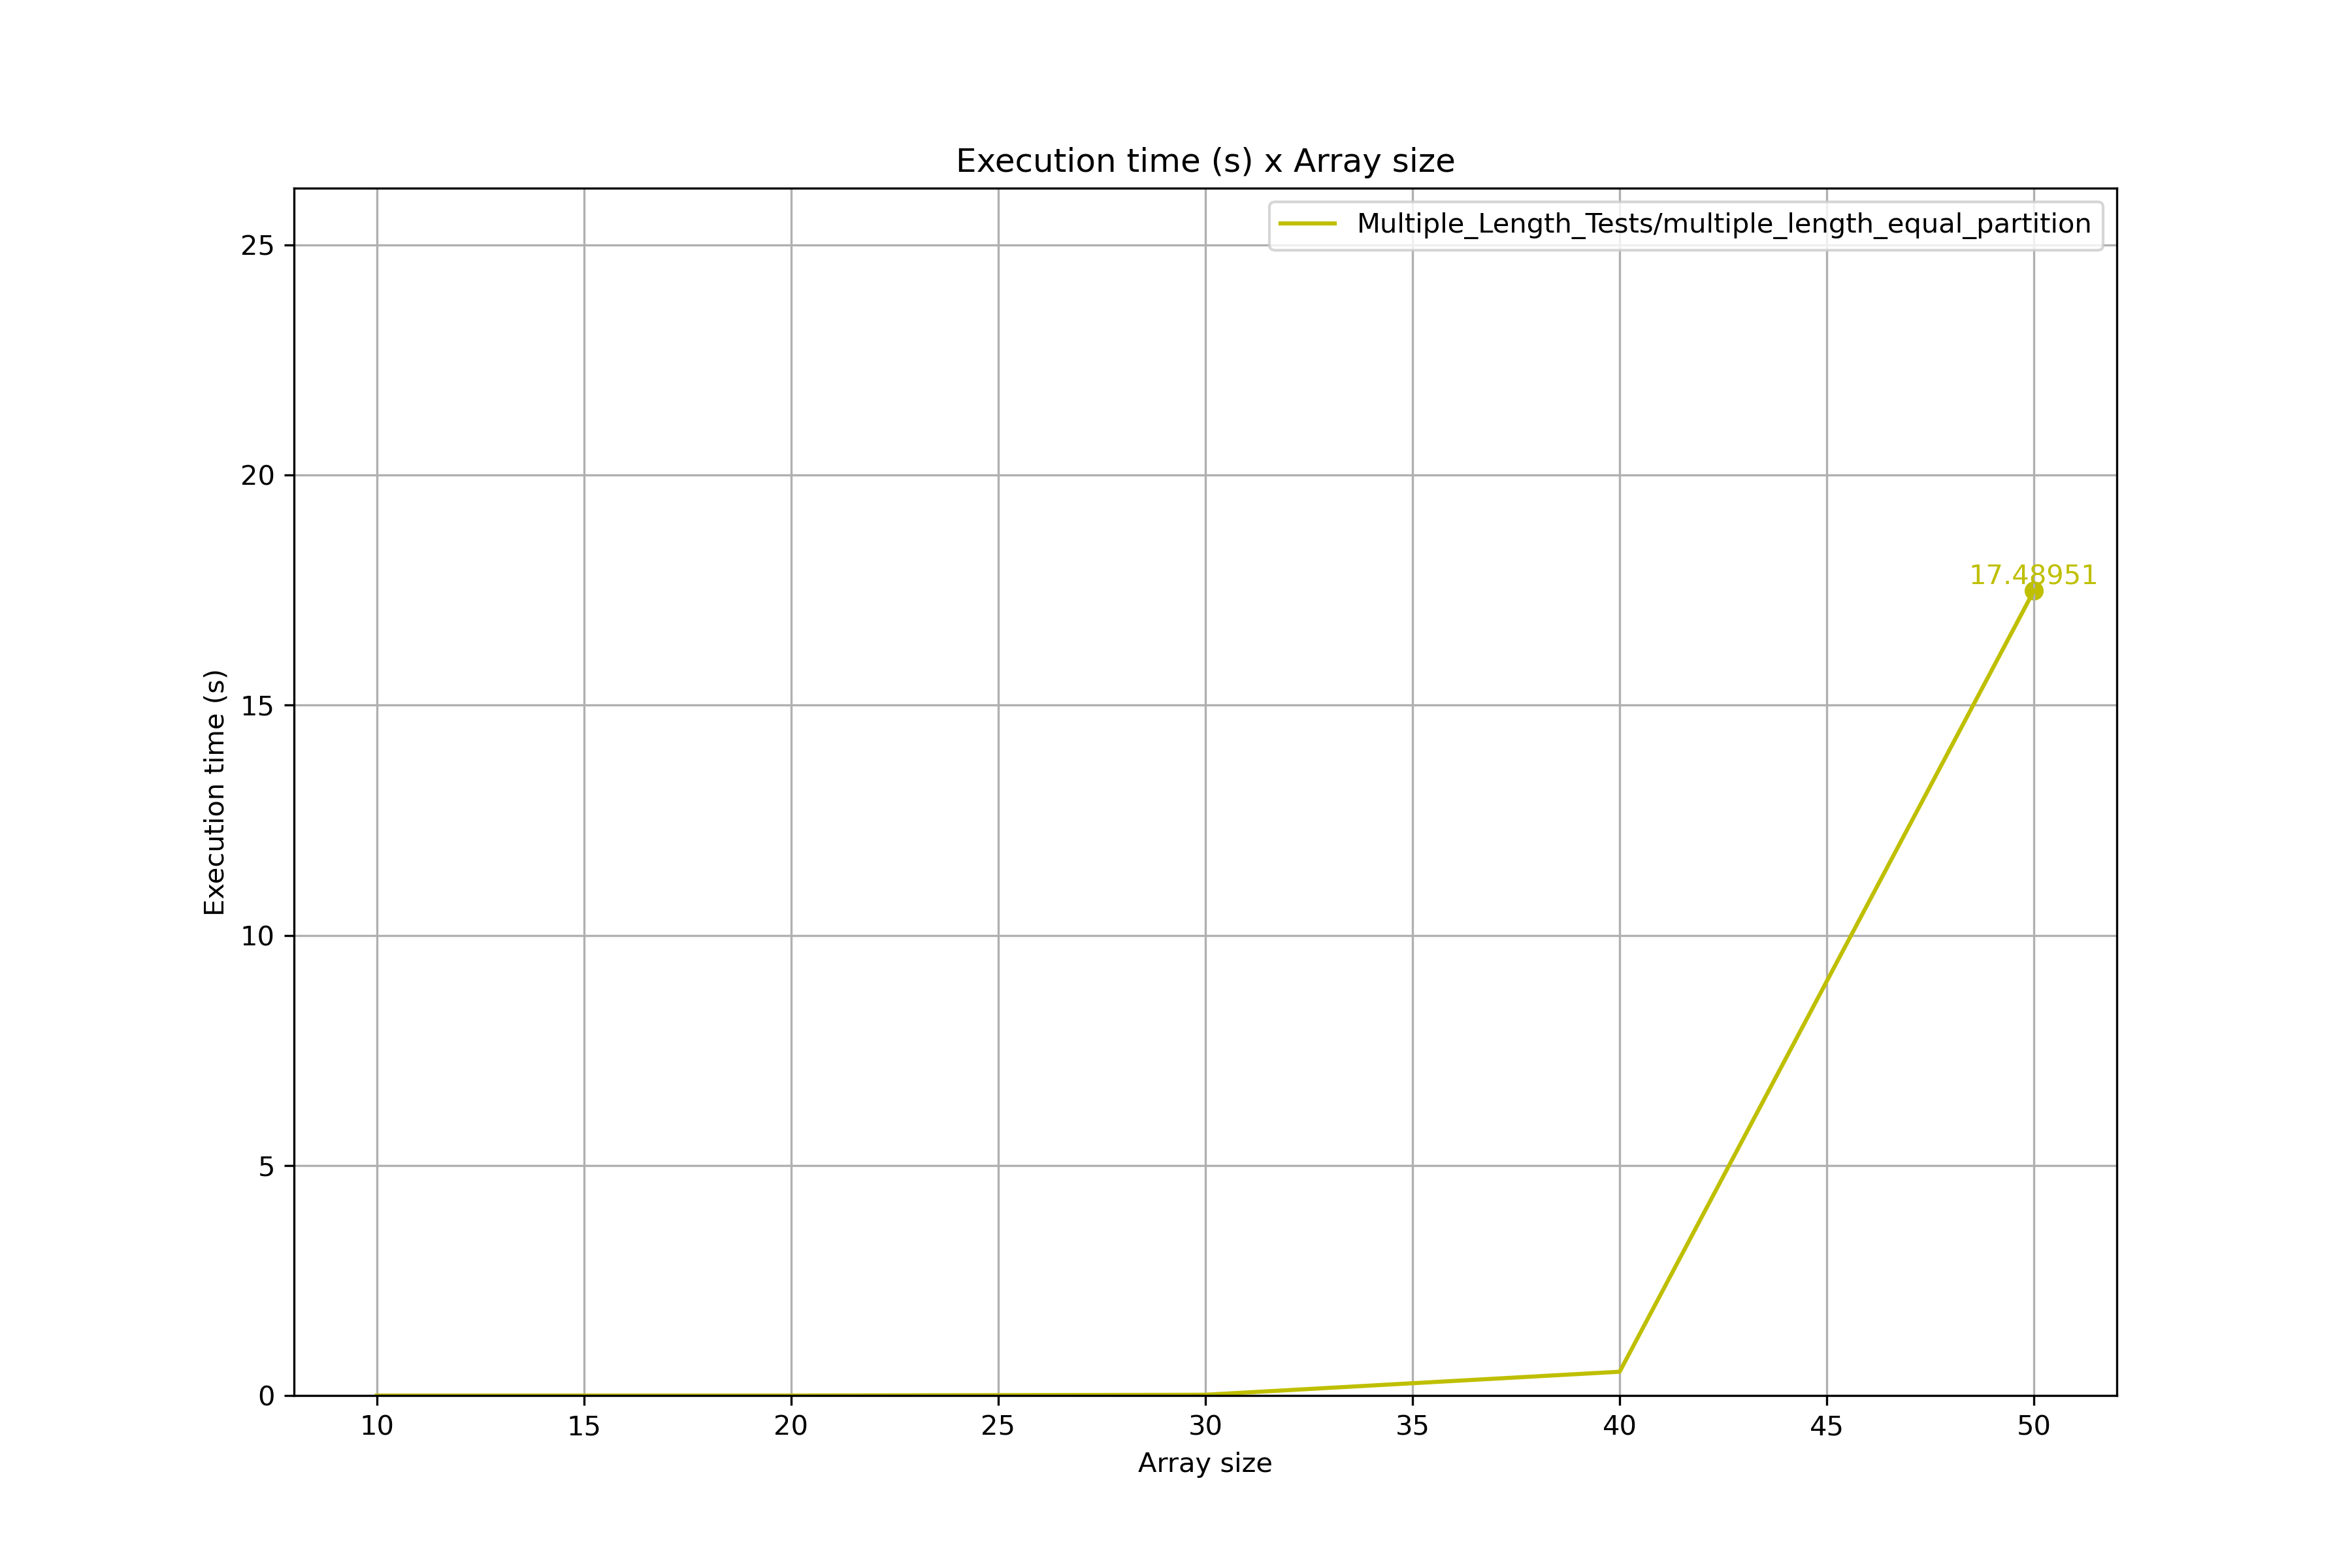 Execution time (s) x Array size
Multiple_Length_Tests/multiple_length_equal_partition
25
20
17.48951
15
Execution time (s)
10
5
0
10 15 20 25 30 35 40 45 50
Array size